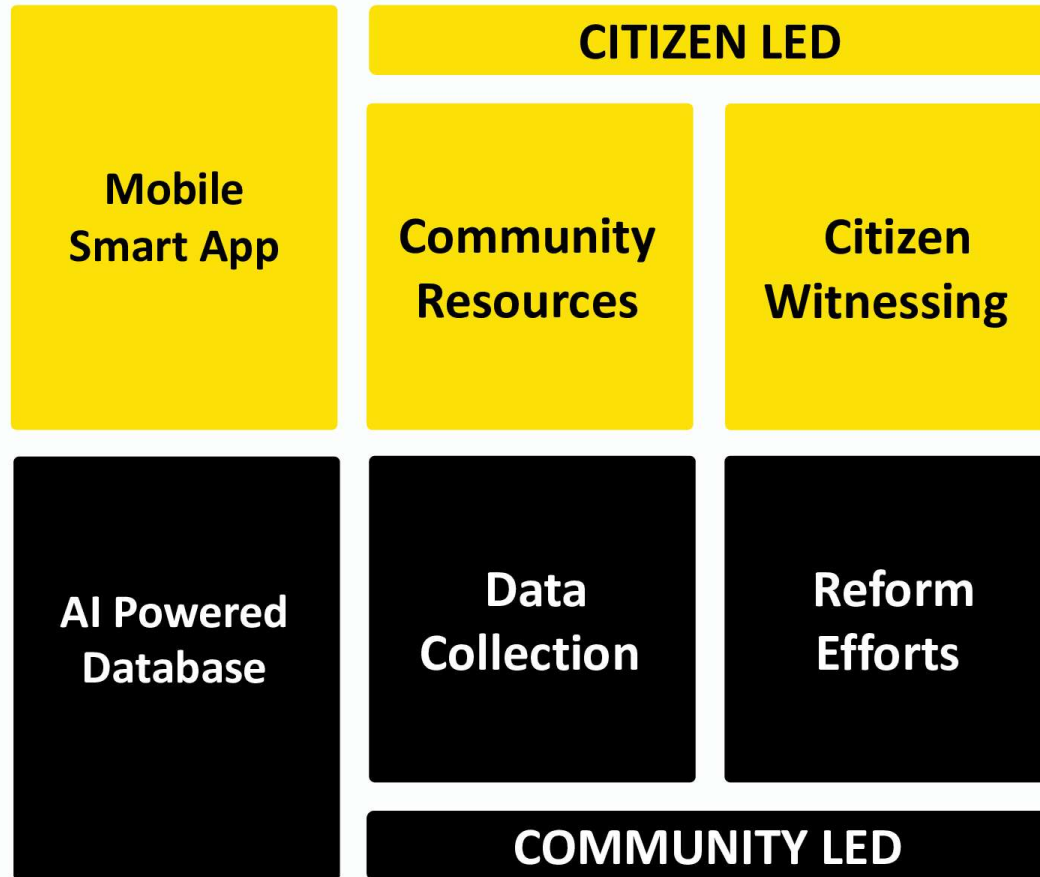 CITIZEN LED
Mobile
Smart App
Community
Resources
Citizen
Witnessing
AI Powered
Database
Data
Collection
Reform
Efforts
COMMUNITY LED